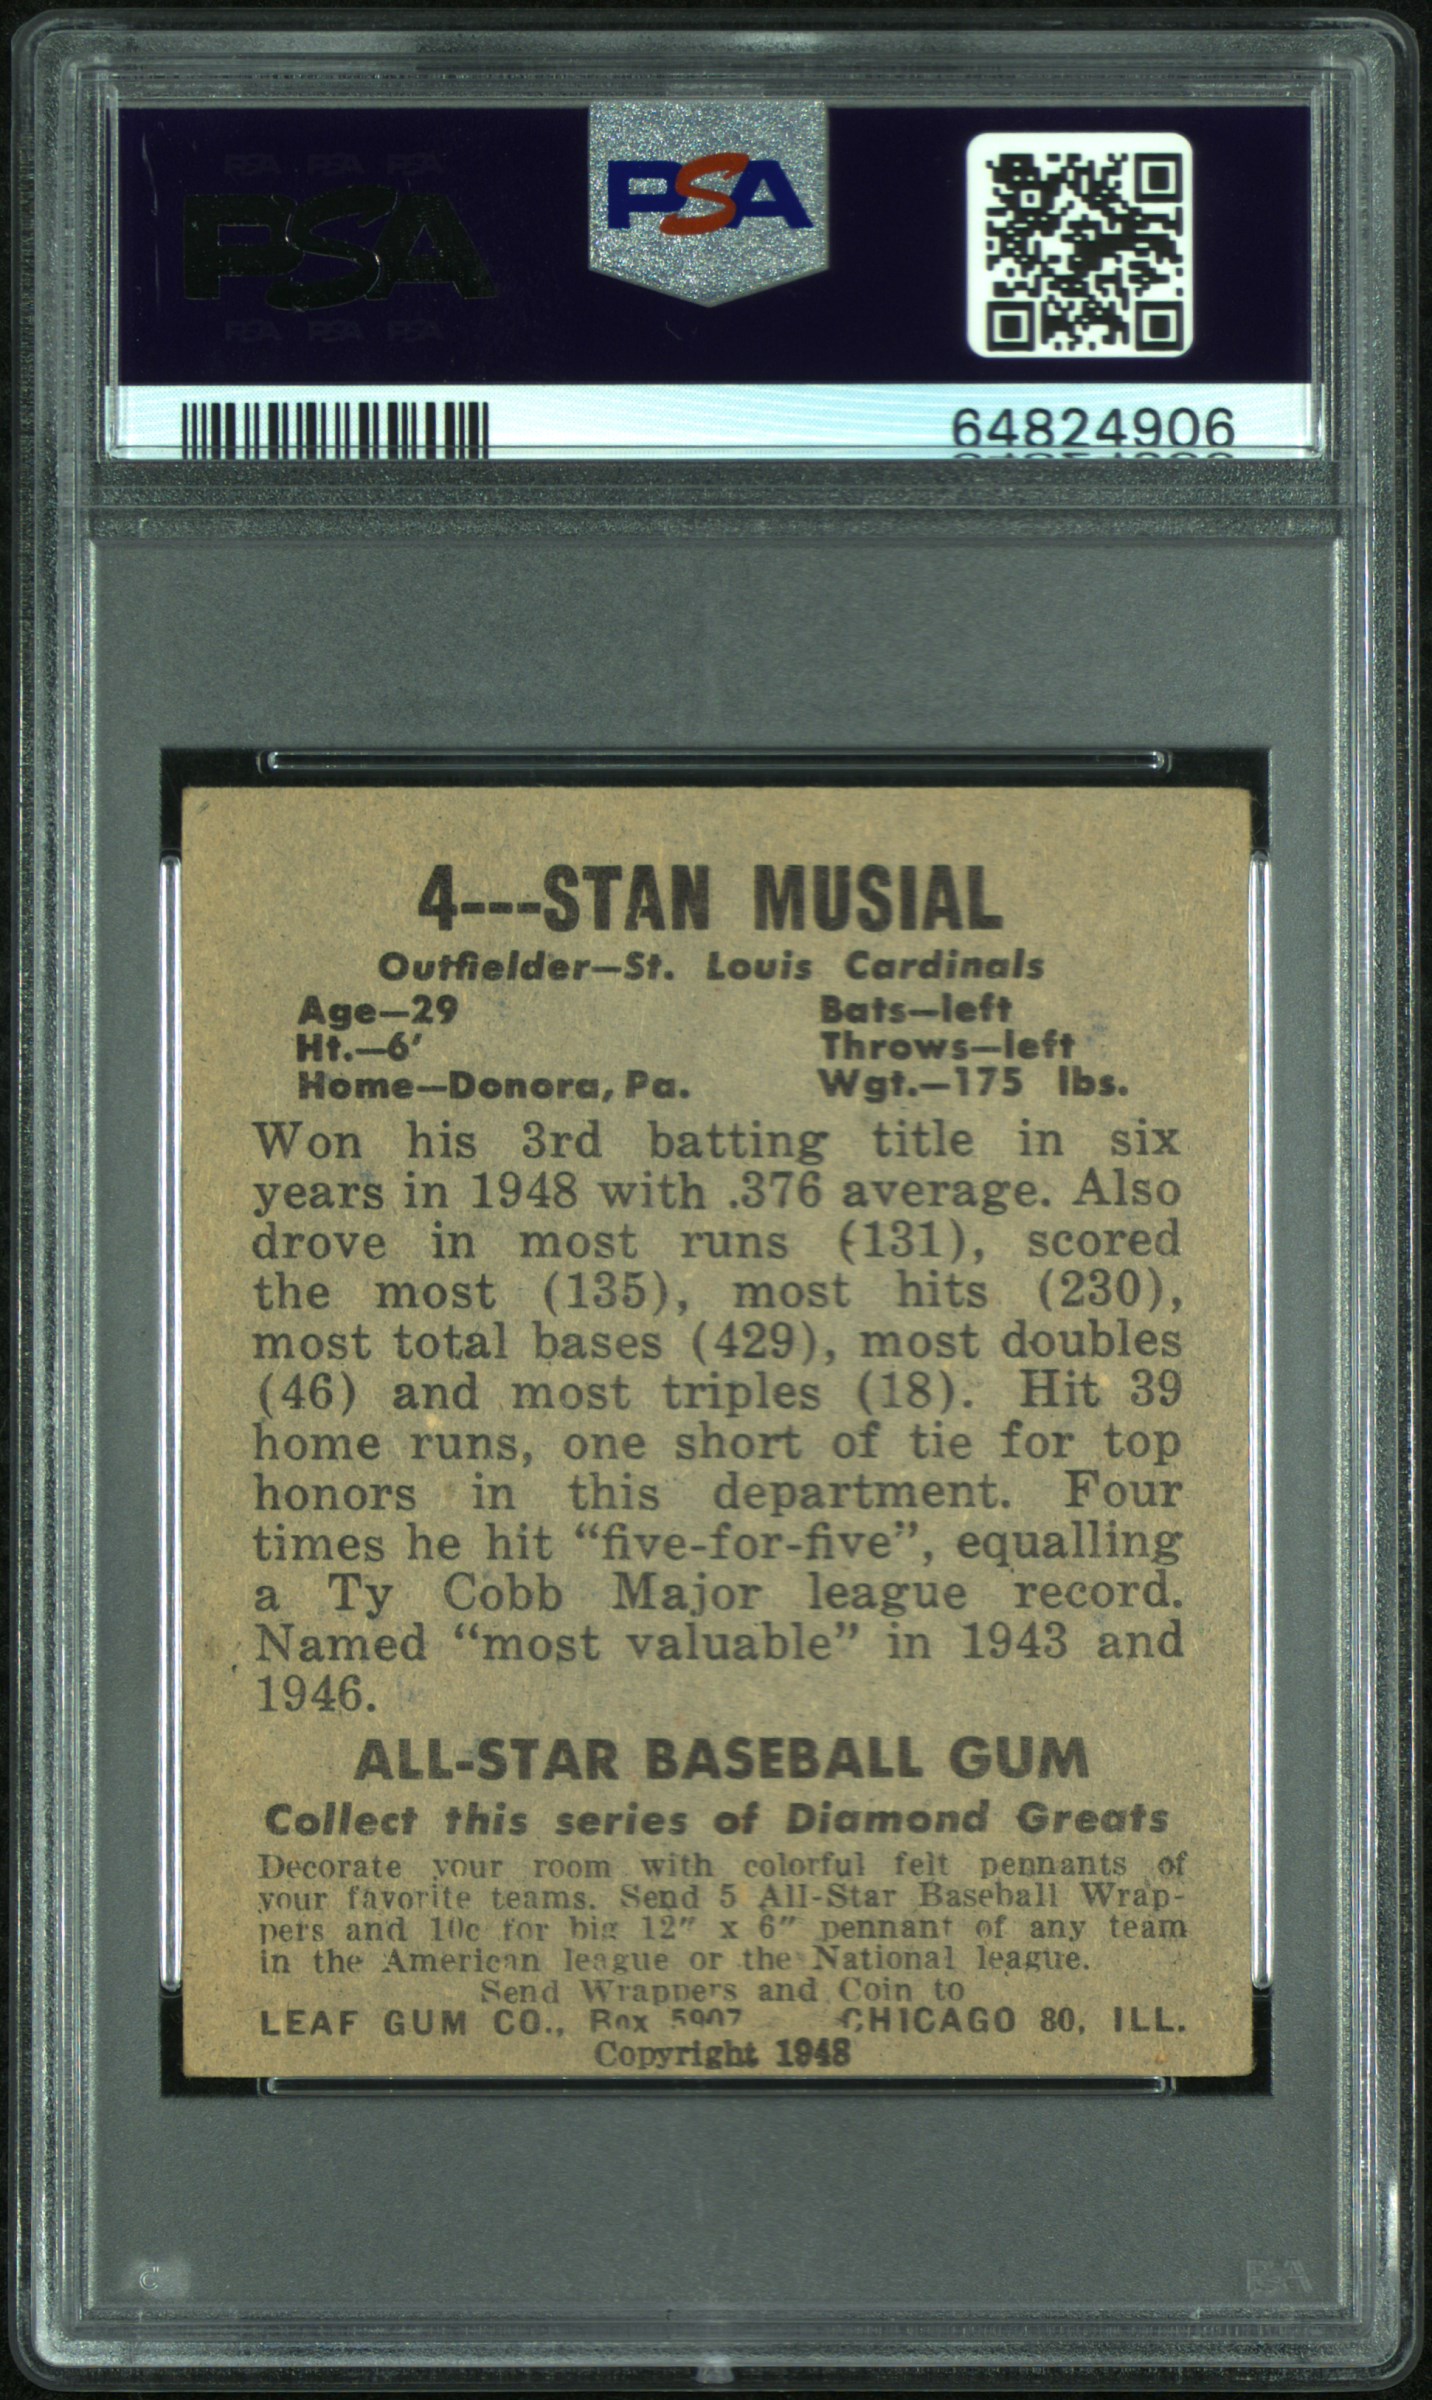 PSA PSA PSA
PSA
PSA PSA PSA
PSA
64824906
4---STAN MUSIAL
Outfielder—St. Louis Cardinals
Age—29 Bats—left
Ht.—6' Throws—left
Home—Donora, Pa. Wgt.—175 lbs.
Won his 3rd batting title in six
years in 1948 with .376 average. Also
drove in most runs (131), scored
the most (135), most hits (230),
most total bases (429), most doubles
(46) and most triples (18). Hit 39
home runs, one short of tie for top
honors in this department. Four
times he hit “five-for-five”, equalling
a Ty Cobb Major league record.
Named “most valuable” in 1943 and
1946.
ALL-STAR BASEBALL GUM
Collect this series of Diamond Greats
Decorate your room with colorful felt pennants of
your favorite teams. Send 5 All-Star Baseball Wrap-
pers and 10c for big 12″ x 6″ pennant of any team
in the American league or the National league.
Send Wrappers and Coin to
LEAF GUM CO., Box 5907 CHICAGO 80, ILL.
Copyright 1948
PSA